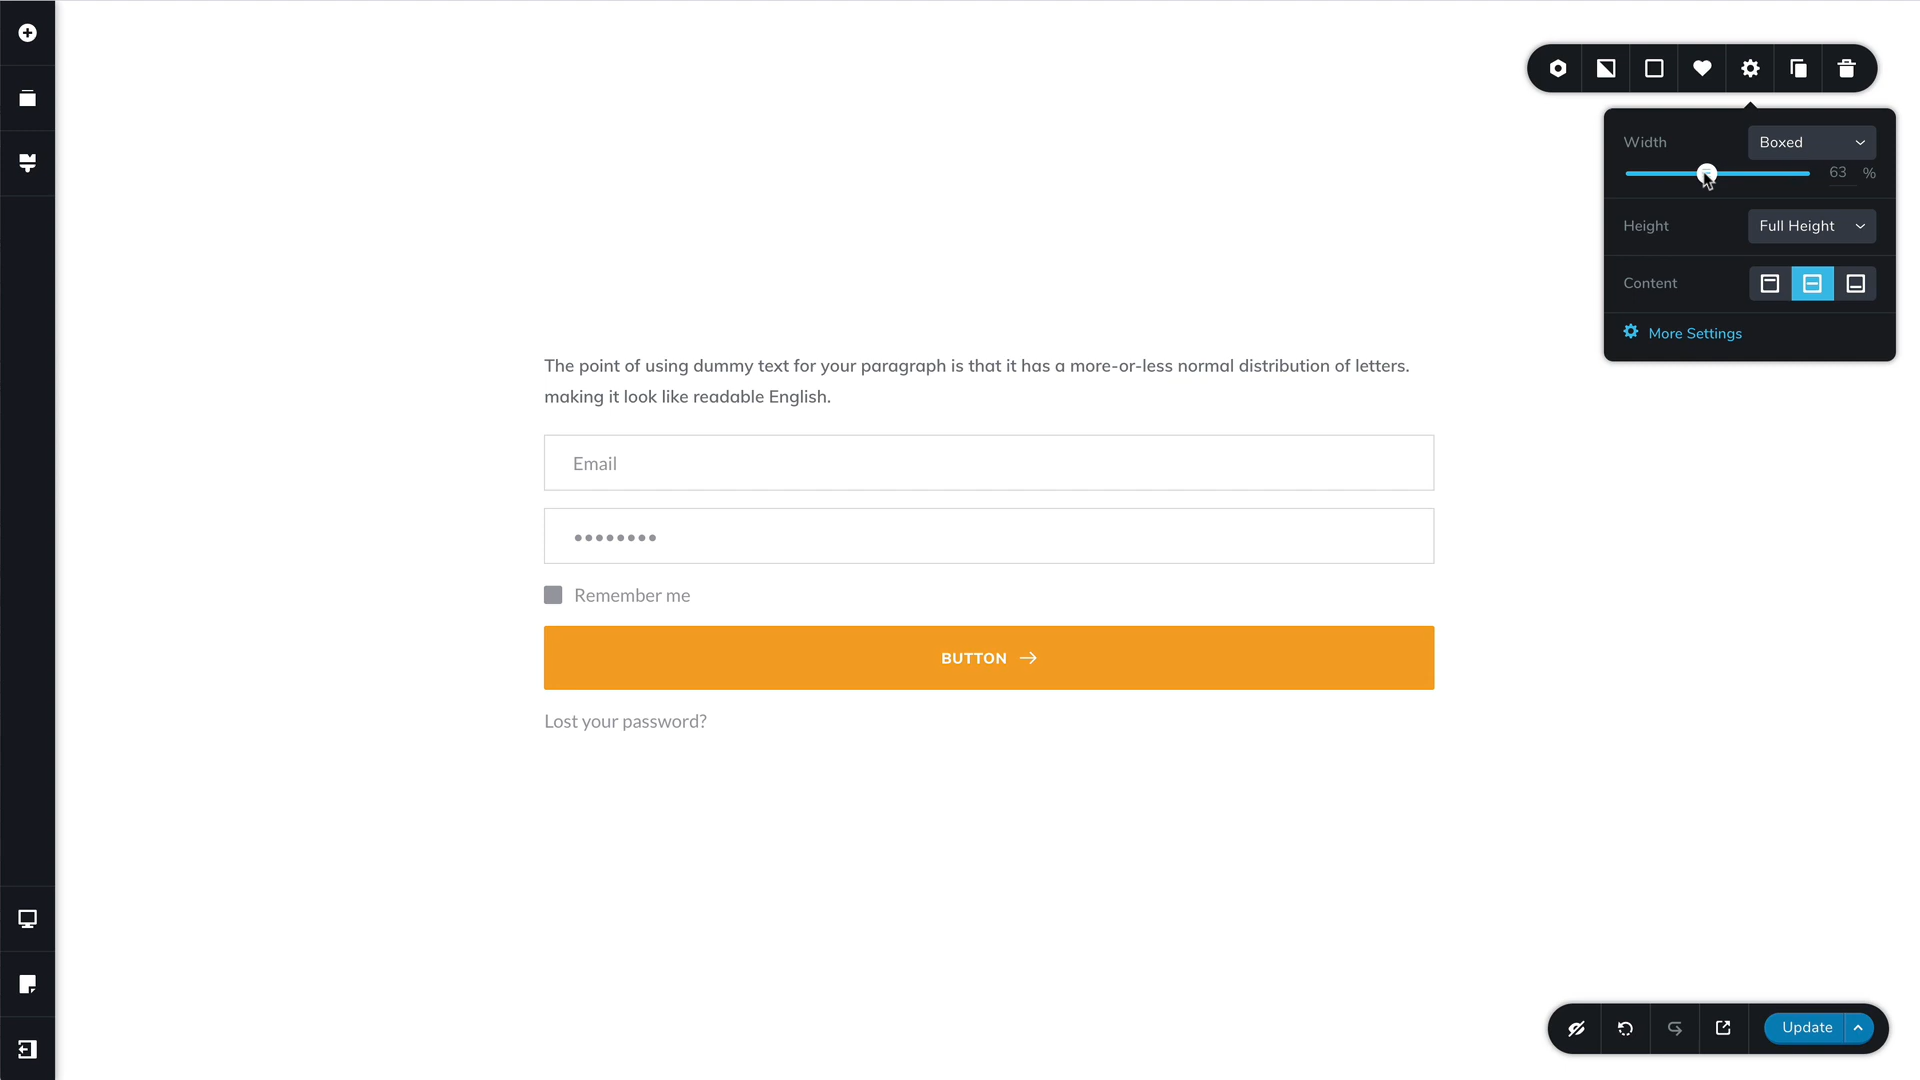 Width
Boxed
63 %
Height
Full Height
Content
More Settings
The point of using dummy text for your paragraph is that it has a more-or-less normal distribution of letters.
making it look like readable English.
Email
••••••••
Remember me
BUTTON
Lost your password?
Update